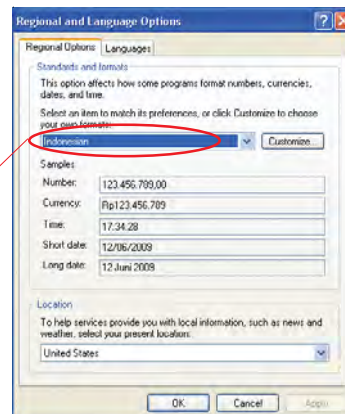 Regional and Language Options
Regional Options Languages
Standards and formats
This option affects how some programs format numbers, currencies,
dates, and time.
Select an item to match its preferences, or click Customize to choose
your own formats:
Indonesian Customize...
Samples
Number: 123.456.789,00
Currency: Rp123.456.789
Time: 17:34:28
Short date: 12/06/2009
Long date: 12 Juni 2009
Location
To help services provide you with local information, such as news and
weather, select your present location:
United States
OK Cancel Apply